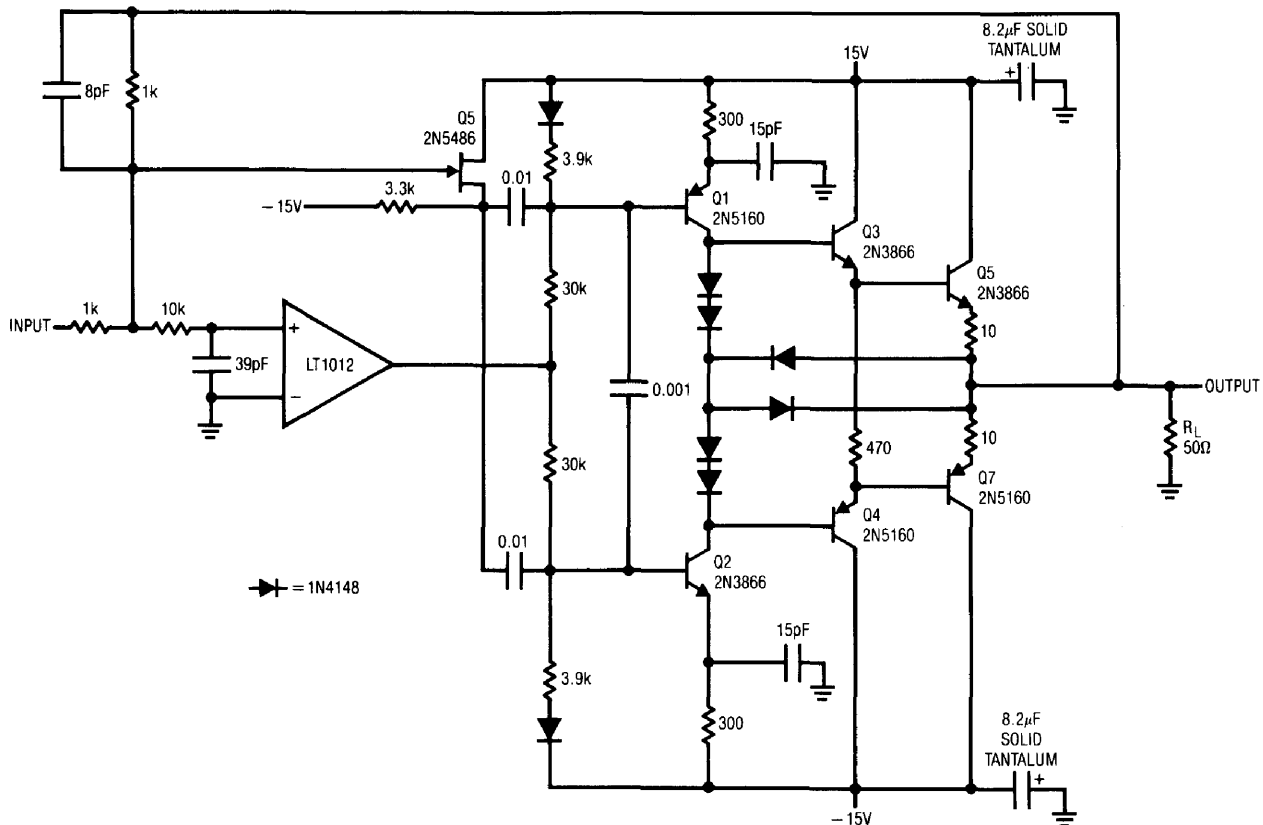 8.2μF SOLID
TANTALUM
+
15V
8pF
1k
Q5
2N5486
300
15pF
3.9k
3.3k
0.01
–15V
Q1
2N5160
Q3
2N3866
Q5
2N3866
30k
10
1k
10k
INPUT
+
LT1012
–
39pF
0.001
OUTPUT
RL
50Ω
30k
470
10
Q7
2N5160
Q4
2N5160
0.01
Q2
2N3866
= 1N4148
15pF
3.9k
300
8.2μF
SOLID
TANTALUM
+
–15V